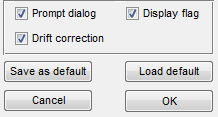 Prompt dialog
Display flag
Drift correction
Save as default
Load default
Cancel
OK